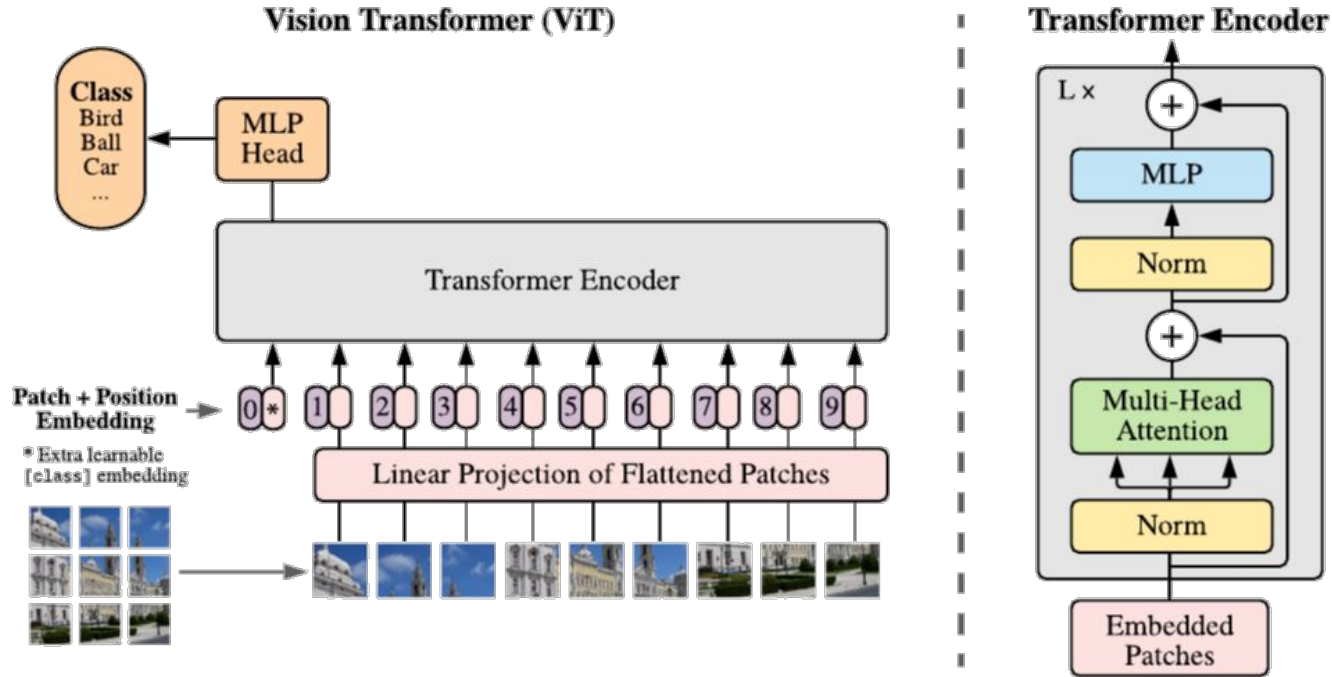 Vision Transformer (ViT)
Class
Bird
Ball
Car
...
MLP
Head
Transformer Encoder
Patch + Position
Embedding
0 * 1 2 3 4 5 6 7 8 9
* Extra learnable
[class] embedding
Linear Projection of Flattened Patches
Transformer Encoder
L ×
+
MLP
Norm
+
Multi-Head
Attention
Norm
Embedded
Patches